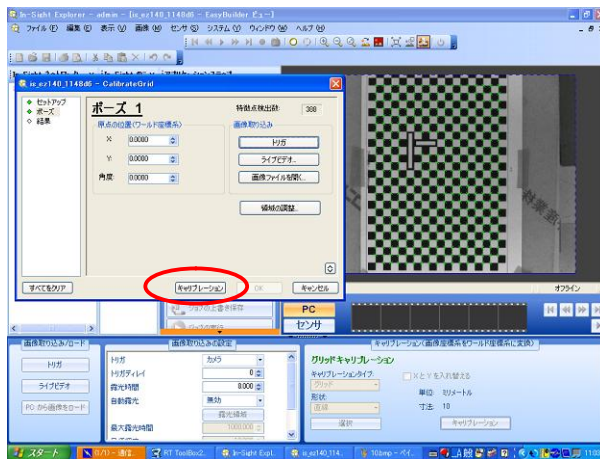 In-Sight Explorer - admin - [is_ez140_1148d6 - EasyBuilder ビュー]
ファイル(F) 編集(E) 表示(V) 画像(M) センサ(S) システム(Y) ウィンドウ(W) ヘルプ(H)
is_ez140_1148d6 - CalibrateGrid
セットアップ
ポーズ
結果
ポーズ 1
特徴点検出数: 388
原点の位置(ワールド座標系)
X: 0.0000
Y: 0.0000
角度: 0.0000
画像取り込み
トリガ
ライブビデオ...
画像ファイルを開く...
領域の調整...
すべてをクリア
キャリブレーション
OK
キャンセル
オフライン
ジョブの上書き保存
PC
センサ
画像取り込み/ロード
トリガ
ライブビデオ
PC から画像をロード
画像取り込みの設定
トリガ カメラ
トリガディレイ 0
露光時間 8.000
自動露光 無効
露光領域
最大露光時間 1000.000
キャリブレーション(画像座標系をワールド座標系に変換)
グリッドキャリブレーション
キャリブレーションタイプ:
グリッド
形状:
直線
選択
XとYを入れ替える
単位: ミリメートル
寸法: 10
キャリブレーション
スタート
RT ToolBox2...
In-Sight Expl...
is_ez140_114...
11:03